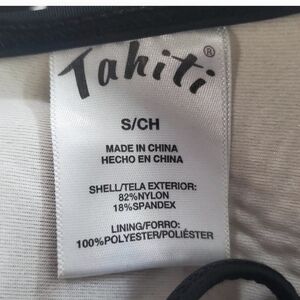 Tahiti®
S/CH
MADE IN CHINA
HECHO EN CHINA
SHELL/TELA EXTERIOR:
82%NYLON
18%SPANDEX
LINING/FORRO:
100%POLYESTER/POLIÉSTER